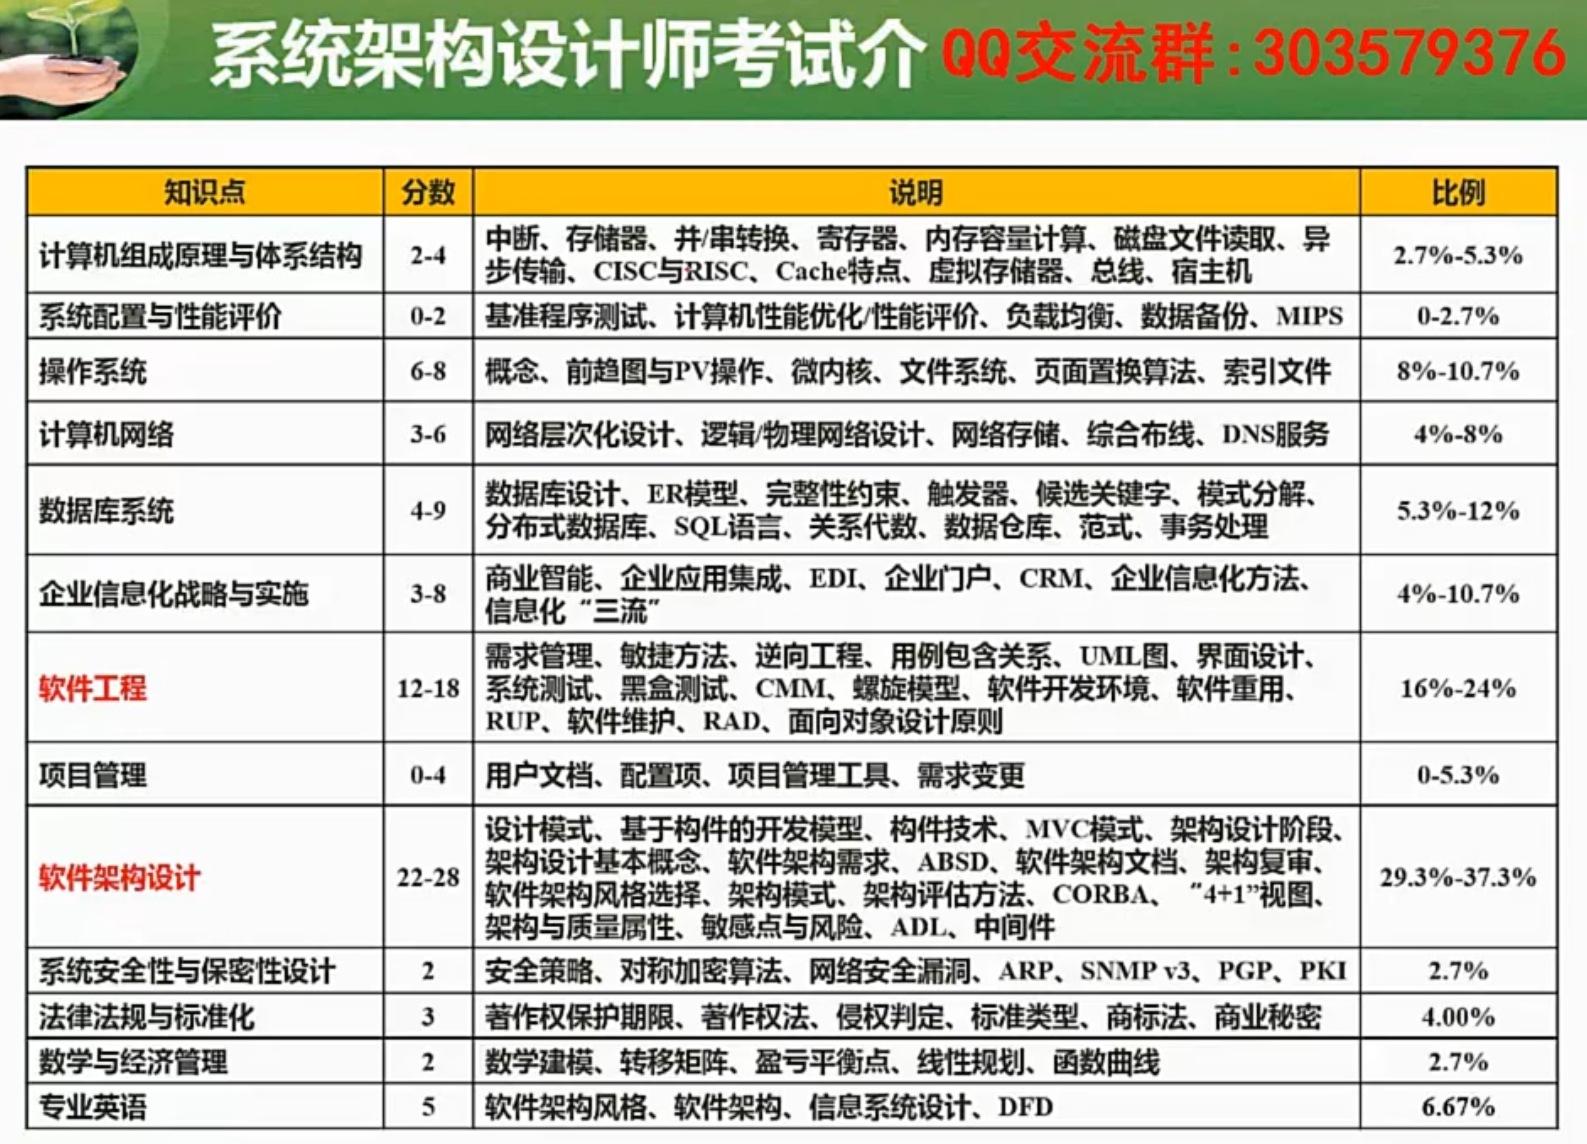 系统架构设计师考试介 QQ交流群:303579376
知识点 分数 说明 比例
计算机组成原理与体系结构 2-4 中断、存储器、并/串转换、寄存器、内存容量计算、磁盘文件读取、异
步传输、CISC与RISC、Cache特点、虚拟存储器、总线、宿主机 2.7%-5.3%
系统配置与性能评价 0-2 基准程序测试、计算机性能优化/性能评价、负载均衡、数据备份、MIPS 0-2.7%
操作系统 6-8 概念、前趋图与PV操作、微内核、文件系统、页面置换算法、索引文件 8%-10.7%
计算机网络 3-6 网络层次化设计、逻辑/物理网络设计、网络存储、综合布线、DNS服务 4%-8%
数据库系统 4-9 数据库设计、ER模型、完整性约束、触发器、候选关键字、模式分解、
分布式数据库、SQL语言、关系代数、数据仓库、范式、事务处理 5.3%-12%
企业信息化战略与实施 3-8 商业智能、企业应用集成、EDI、企业门户、CRM、企业信息化方法、
信息化“三流” 4%-10.7%
软件工程 12-18 需求管理、敏捷方法、逆向工程、用例包含关系、UML图、界面设计、
系统测试、黑盒测试、CMM、螺旋模型、软件开发环境、软件重用、
RUP、软件维护、RAD、面向对象设计原则 16%-24%
项目管理 0-4 用户文档、配置项、项目管理工具、需求变更 0-5.3%
软件架构设计 22-28 设计模式、基于构件的开发模型、构件技术、MVC模式、架构设计阶段、
架构设计基本概念、软件架构需求、ABSD、软件架构文档、架构复审、
软件架构风格选择、架构模式、架构评估方法、CORBA、“4+1”视图、
架构与质量属性、敏感点与风险、ADL、中间件 29.3%-37.3%
系统安全性与保密性设计 2 安全策略、对称加密算法、网络安全漏洞、ARP、SNMP v3、PGP、PKI 2.7%
法律法规与标准化 3 著作权保护期限、著作权法、侵权判定、标准类型、商标法、商业秘密 4.00%
数学与经济管理 2 数学建模、转移矩阵、盈亏平衡点、线性规划、函数曲线 2.7%
专业英语 5 软件架构风格、软件架构、信息系统设计、DFD 6.67%